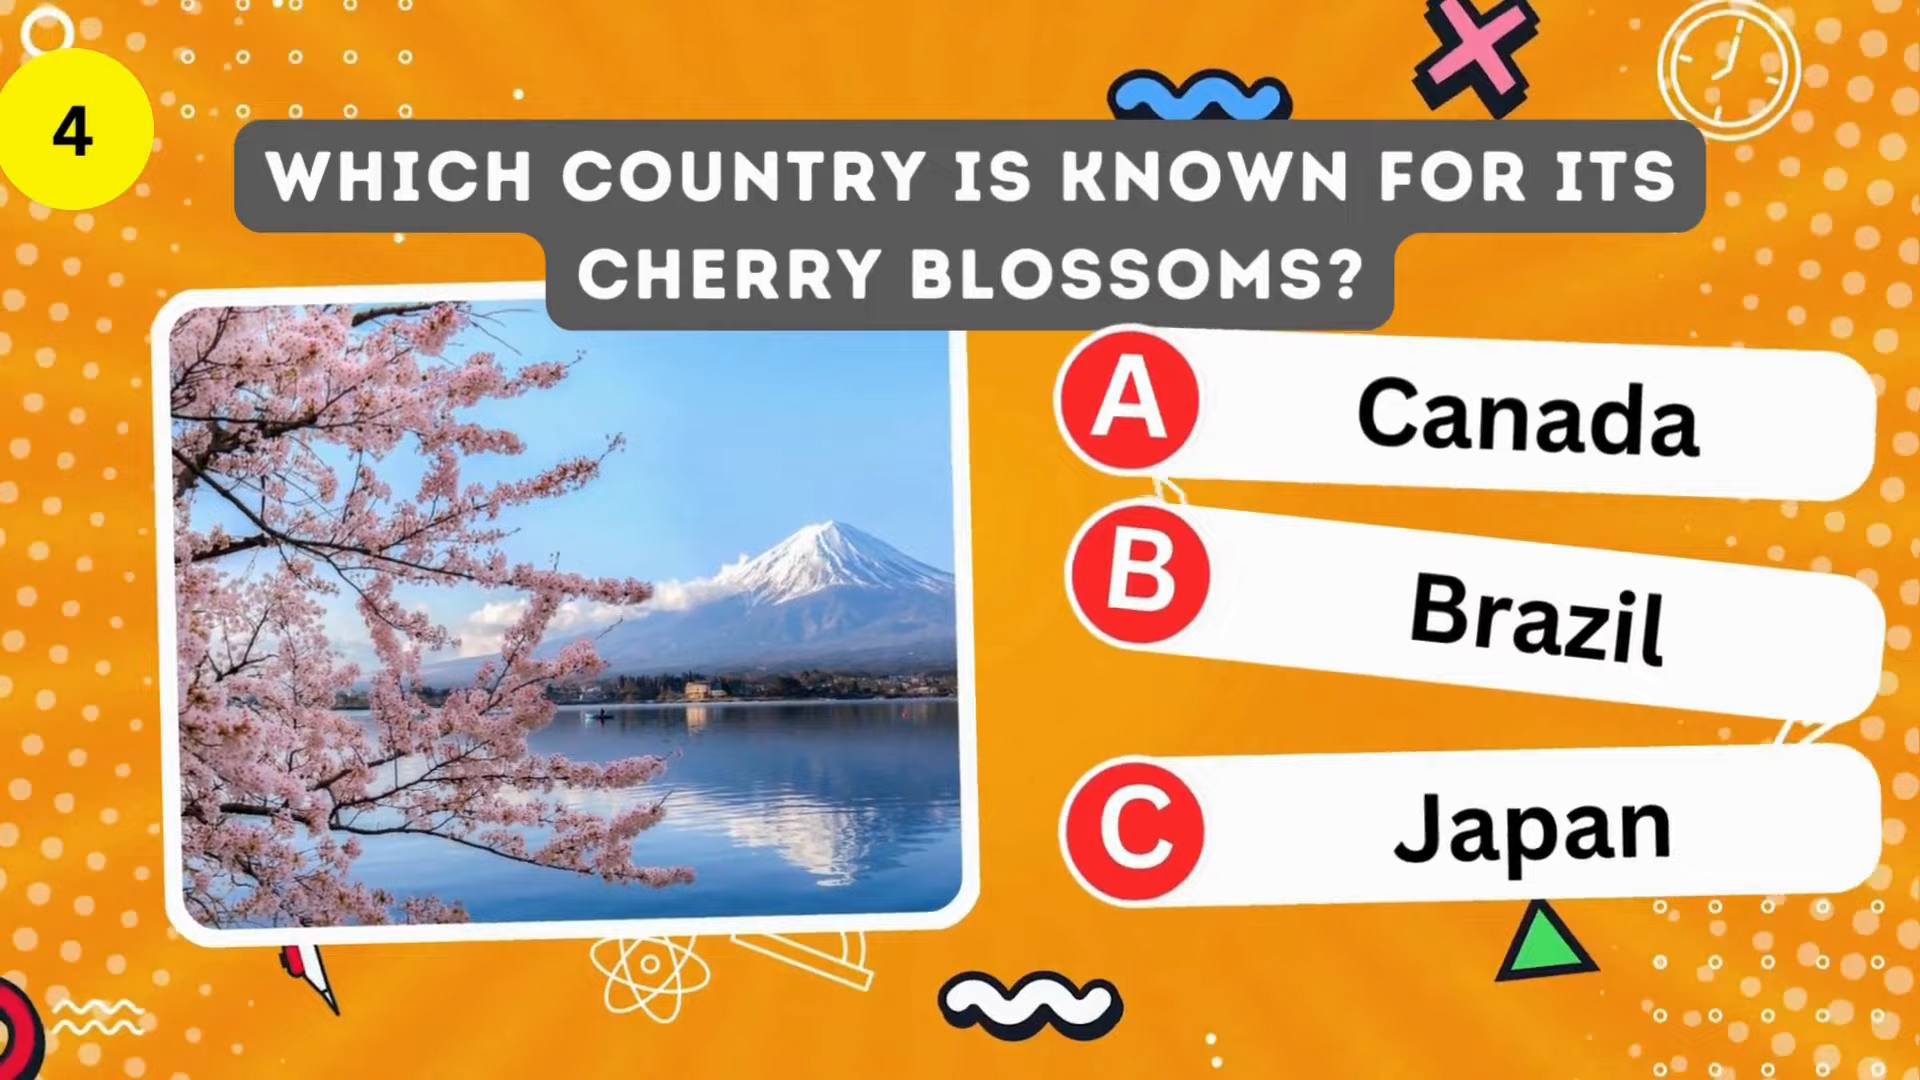 4
WHICH COUNTRY IS KNOWN FOR ITS
CHERRY BLOSSOMS?
A Canada
B Brazil
C Japan